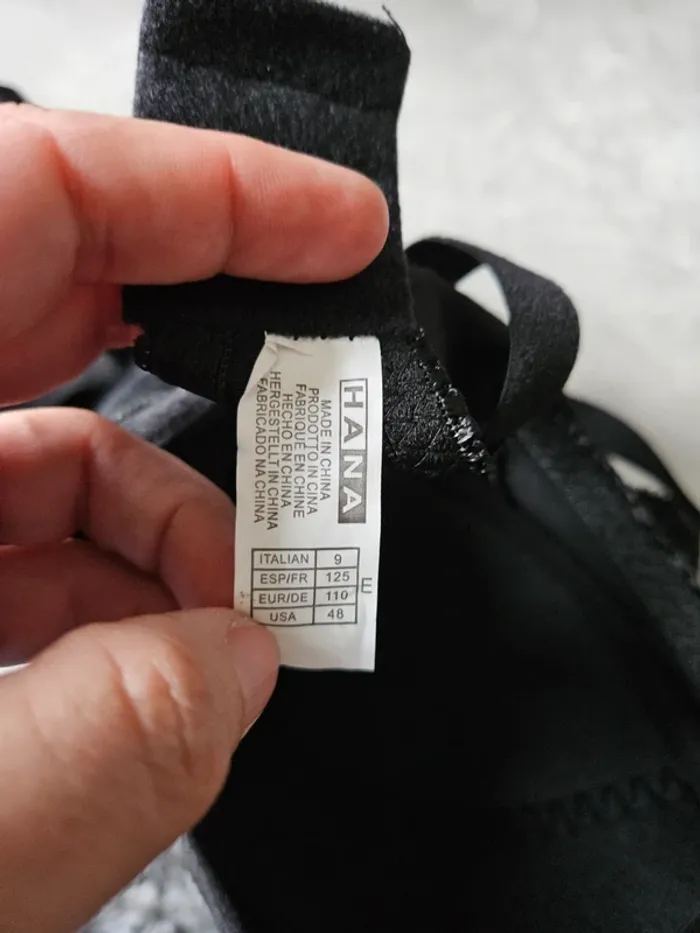 HANA
MADE IN CHINA
PRODOTTO IN CINA
FABRIQUÉ EN CHINE
HECHO EN CHINA
HERGESTELLT IN CHINA
FABRICADO NA CHINA
ITALIAN 9
ESP/FR 125
EUR/DE 110
USA 48
E